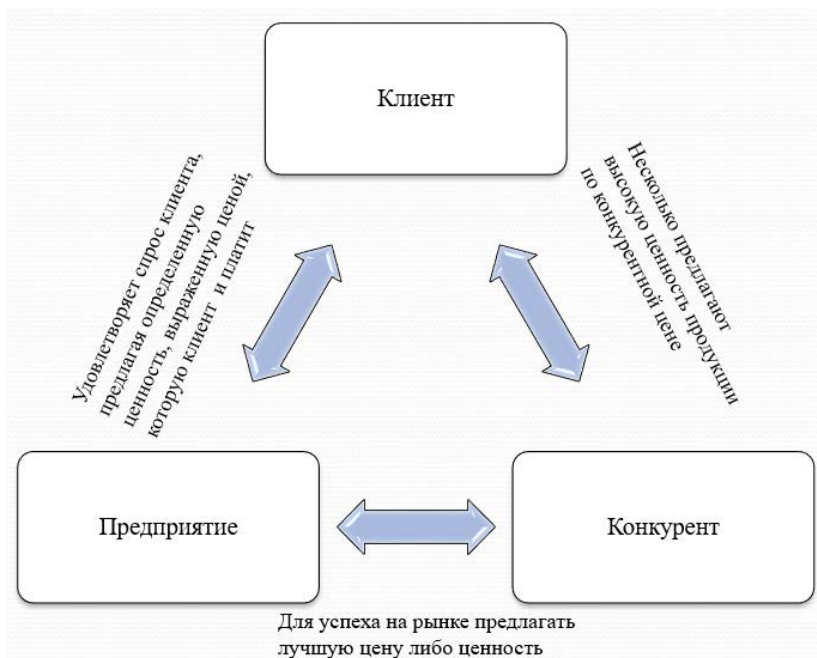 Клиент
Удовлетворяет спрос клиента,
предлагая определенную
ценность, выраженную ценой,
которую клиент и платит
Несколько предлагают
высокую ценность продукции
по конкурентной цене
Предприятие
Конкурент
Для успеха на рынке предлагать
лучшую цену либо ценность